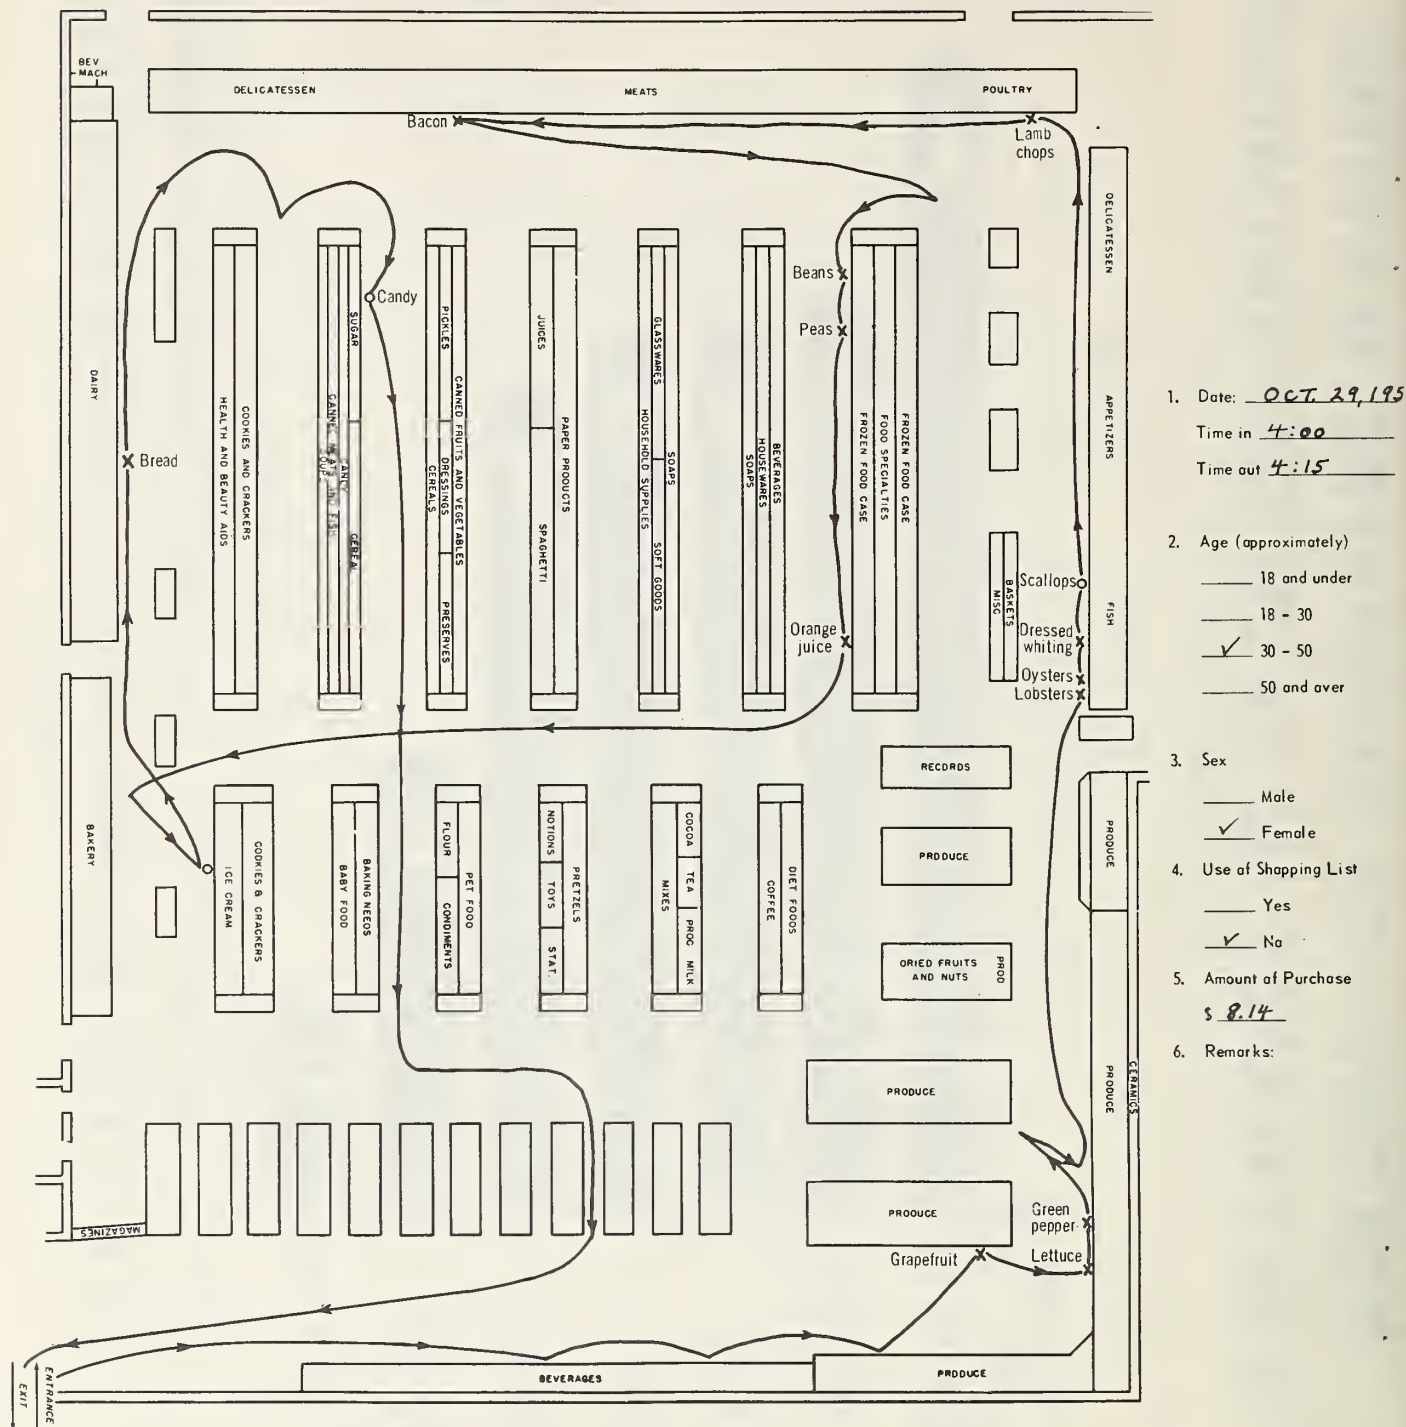 BEV
MACH
DELICATESSEN
MEATS
POULTRY
Bacon
Lamb
chops
DELICATESSEN
APPETIZERS
FISH
DAIRY
Beans
Candy
Peas
Bread
HEALTH AND BEAUTY AIDS
COOKIES AND CRACKERS
SUGAR
CANDY
CEREAL
PICKLES
DRESSINGS
CEREALS
PRESERVES
CANNED FRUITS AND VEGETABLES
JUICES
SPAGHETTI
PAPER PRODUCTS
GLASSWARES
HOUSEHOLD SUPPLIES
SOAPS
SOFT GOODS
SOAPS
HOUSEWARES
BEVERAGES
FROZEN FOOD CASE
FOOD SPECIALTIES
FROZEN FOOD CASE
MISC
BASKETS
Scallops
Dressed
whiting
Oysters
Lobsters
Orange
juice
BAKERY
RECORDS
PRODUCE
PRODUCE
ICE CREAM
COOKIES & CRACKERS
BABY FOOD
BAKING NEEDS
FLOUR
CONDIMENTS
PET FOOD
NOTIONS
TOYS
STAT.
PRETZELS
MIXES
COCOA
TEA
PROC MILK
COFFEE
DIET FOODS
DRIED FRUITS
AND NUTS
PROD
PRODUCE
PRODUCE
CERAMICS
PRODUCE
Green
pepper
Grapefruit
Lettuce
MAGAZINES
BEVERAGES
PRODUCE
EXIT
ENTRANCE
1. Date: OCT. 29, 195
Time in 4:00
Time out 4:15
2. Age (approximately)
18 and under
18 - 30
✓ 30 - 50
50 and over
3. Sex
Male
✓ Female
4. Use of Shopping List
Yes
✓ No
5. Amount of Purchase
$ 8.14
6. Remarks: